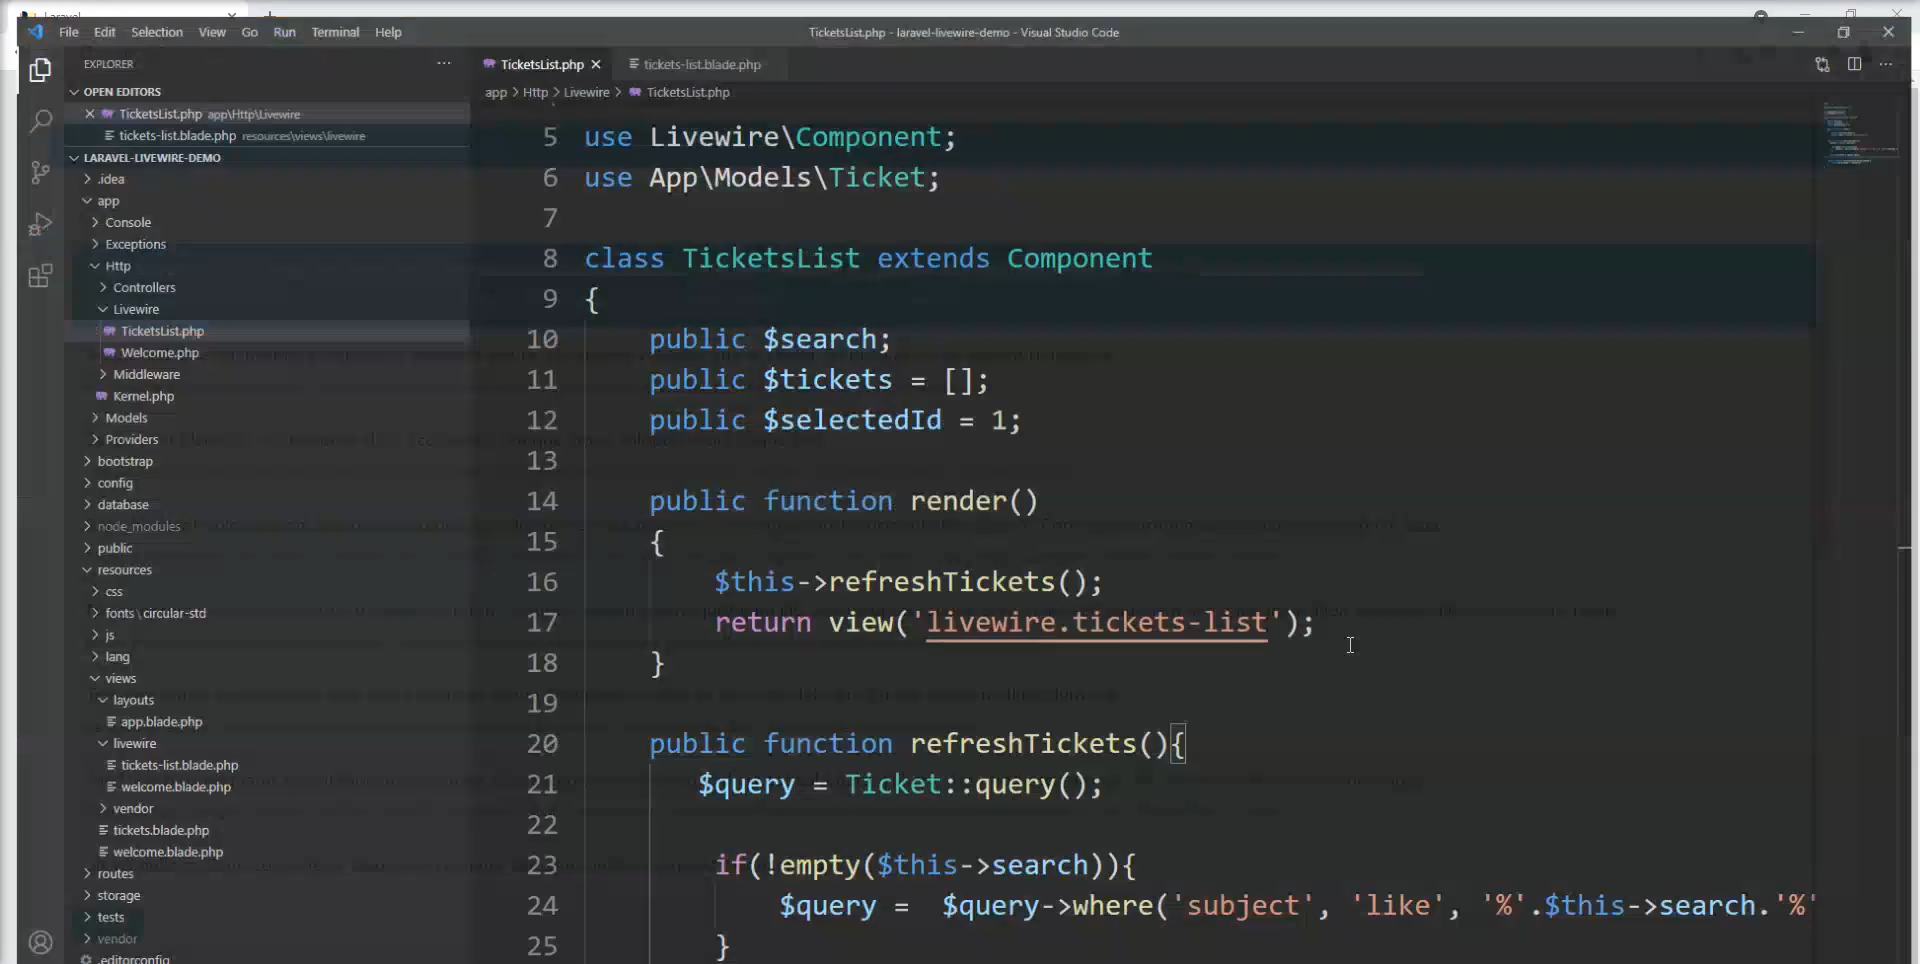 Laravel
File Edit Selection View Go Run Terminal Help
TicketsList.php - laravel-livewire-demo - Visual Studio Code
EXPLORER
OPEN EDITORS
TicketsList.php app\Http\Livewire
tickets-list.blade.php resources\views\livewire
LARAVEL-LIVEWIRE-DEMO
.idea
app
Console
Exceptions
Http
Controllers
Livewire
TicketsList.php
Welcome.php
Middleware
Kernel.php
Models
Providers
bootstrap
config
database
node_modules
public
resources
css
fonts\circular-std
js
lang
views
layouts
app.blade.php
livewire
tickets-list.blade.php
welcome.blade.php
vendor
tickets.blade.php
welcome.blade.php
routes
storage
tests
vendor
.editorconfig
TicketsList.php
tickets-list.blade.php
app > Http > Livewire > TicketsList.php
5 use Livewire\Component;
6 use App\Models\Ticket;
7
8 class TicketsList extends Component
9 {
10 public $search;
11 public $tickets = [];
12 public $selectedId = 1;
13
14 public function render()
15 {
16 $this->refreshTickets();
17 return view('livewire.tickets-list');
18 }
19
20 public function refreshTickets(){
21 $query = Ticket::query();
22
23 if(!empty($this->search)){
24 $query = $query->where('subject', 'like', '%'.$this->search.'%'
25 }